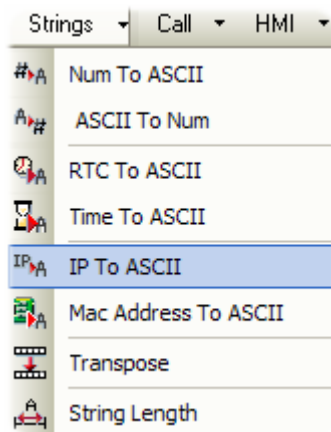 Strings Call HMI
#▸A Num To ASCII
A▸# ASCII To Num
A RTC To ASCII
A Time To ASCII
IP▸A IP To ASCII
A Mac Address To ASCII
Transpose
A String Length